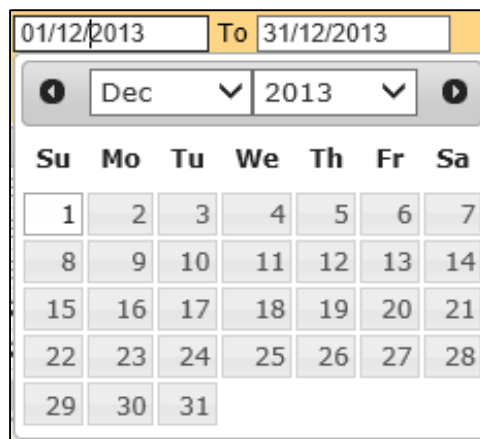 01/12/2013 To 31/12/2013
Dec 2013
Su Mo Tu We Th Fr Sa
1 2 3 4 5 6 7
8 9 10 11 12 13 14
15 16 17 18 19 20 21
22 23 24 25 26 27 28
29 30 31